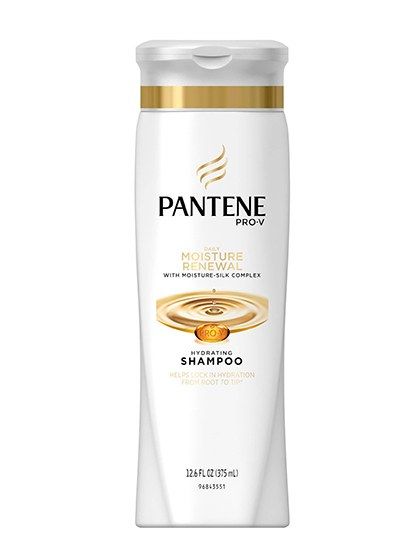 PANTENE
PRO-V
DAILY
MOISTURE
RENEWAL
WITH MOISTURE-SILK COMPLEX
PRO-V
HYDRATING
SHAMPOO
HELPS LOCK IN HYDRATION
FROM ROOT TO TIP*
12.6 FL OZ (375 mL)
96843551